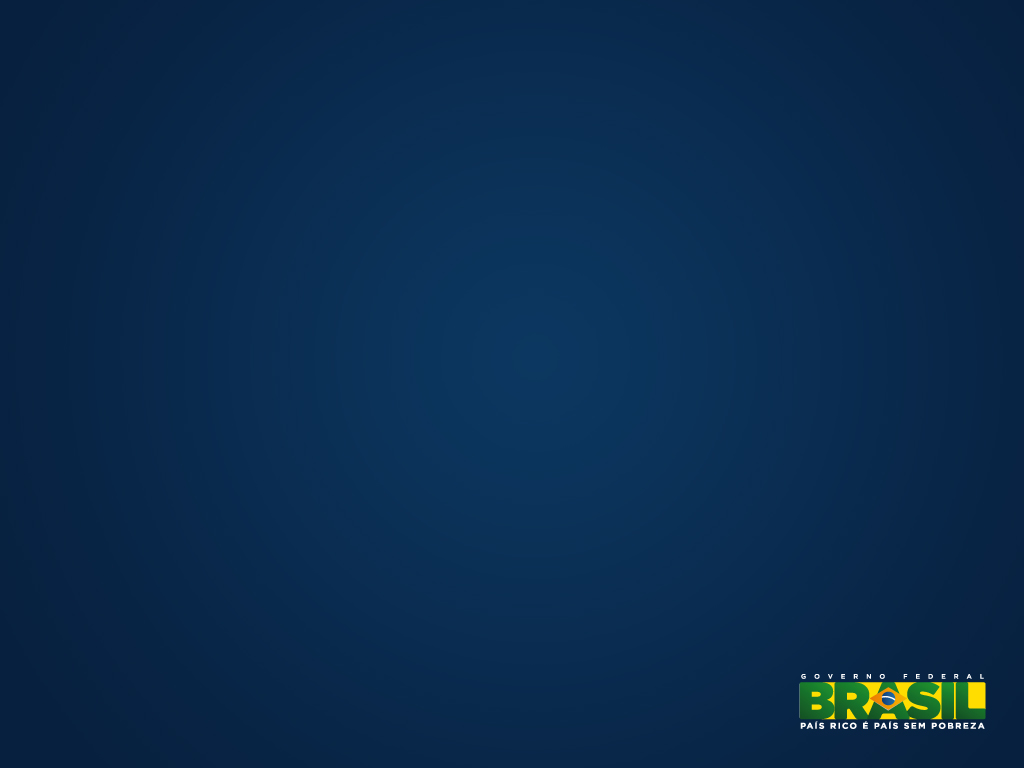 GOVERNO FEDERAL
BRASIL
PAÍS RICO É PAÍS SEM POBREZA